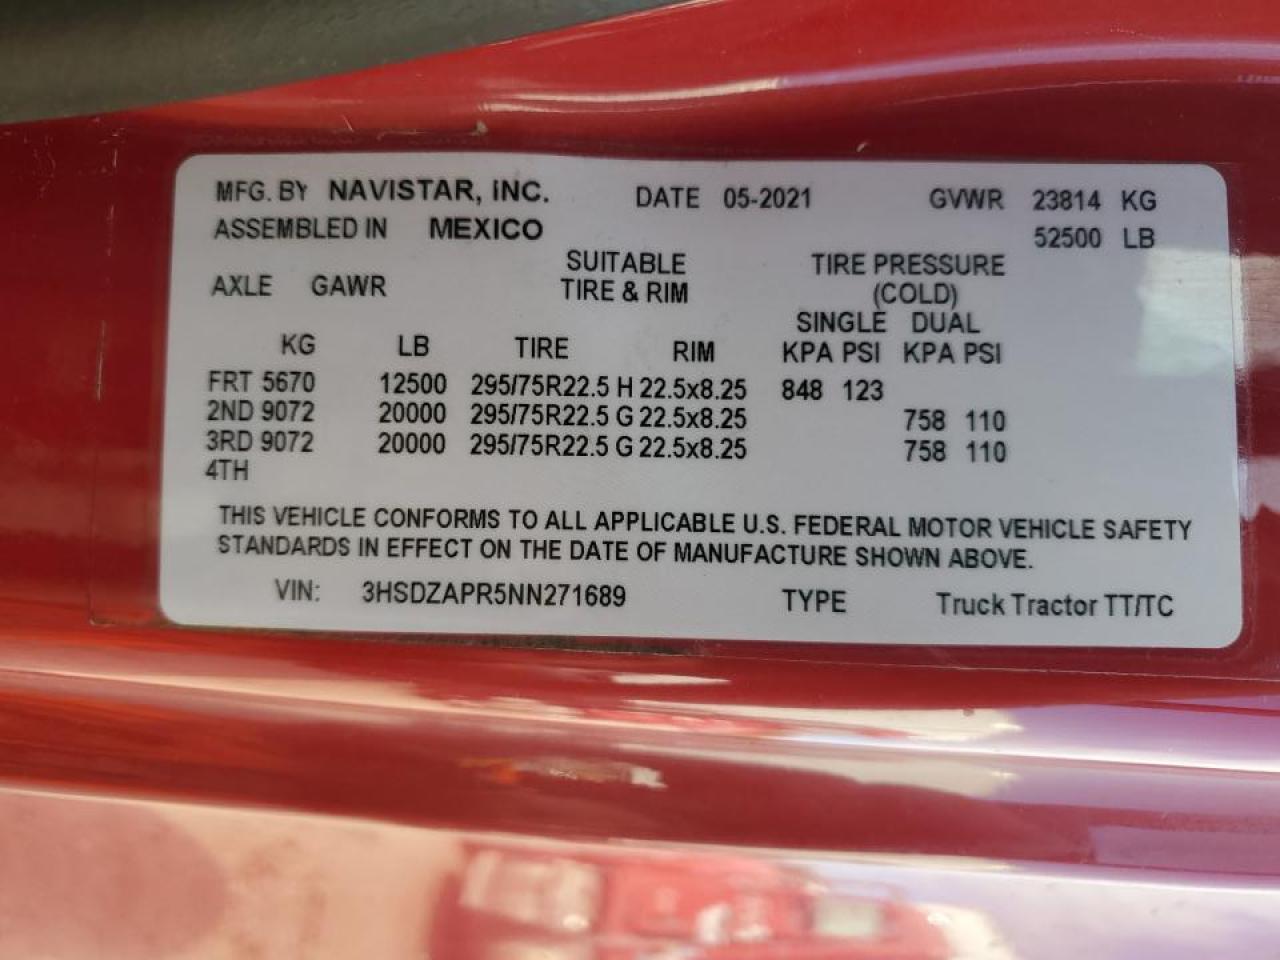 MFG. BY NAVISTAR, INC. DATE 05-2021 GVWR 23814 KG
ASSEMBLED IN MEXICO 52500 LB
SUITABLE TIRE PRESSURE
AXLE GAWR TIRE & RIM (COLD)
SINGLE DUAL
KG LB TIRE RIM KPA PSI KPA PSI
FRT 5670 12500 295/75R22.5 H 22.5x8.25 848 123
2ND 9072 20000 295/75R22.5 G 22.5x8.25 758 110
3RD 9072 20000 295/75R22.5 G 22.5x8.25 758 110
4TH
THIS VEHICLE CONFORMS TO ALL APPLICABLE U.S. FEDERAL MOTOR VEHICLE SAFETY
STANDARDS IN EFFECT ON THE DATE OF MANUFACTURE SHOWN ABOVE.
VIN: 3HSDZAPR5NN271689 TYPE Truck Tractor TT/TC